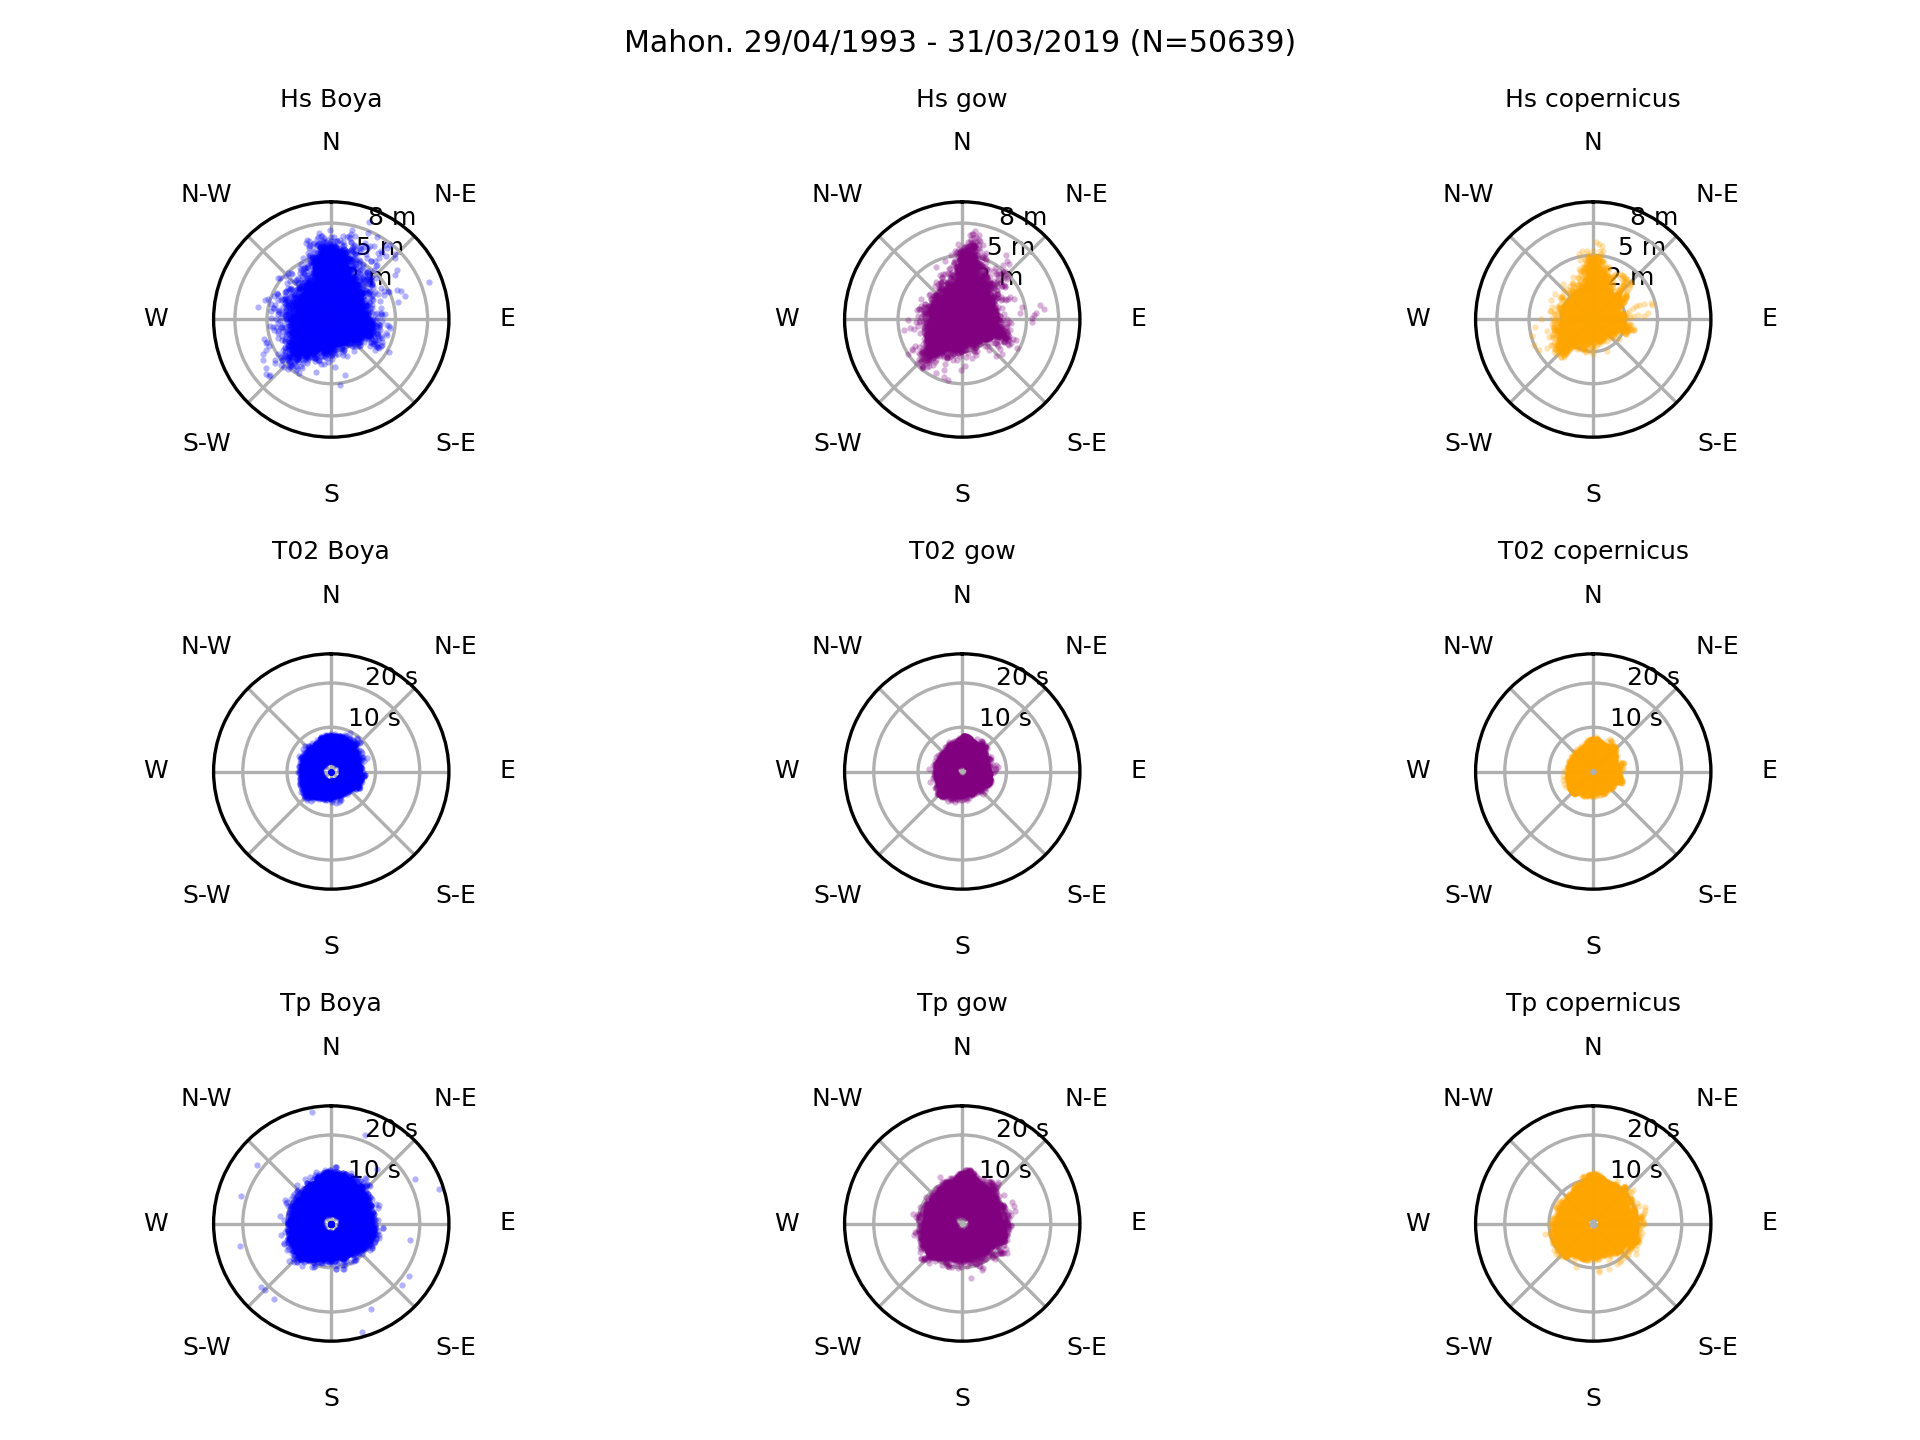 Mahon. 29/04/1993 - 31/03/2019 (N=50639)
Hs Boya Hs gow Hs copernicus
N N N
N-W N-E N-W N-E N-W N-E
8 m 8 m 8 m
5 m 5 m 5 m
m m 2 m
W E W E W E
S-W S-E S-W S-E S-W S-E
S S S
T02 Boya T02 gow T02 copernicus
N N N
N-W N-E N-W N-E N-W N-E
20 s 20 s 20 s
10 s 10 s 10 s
W E W E W E
S-W S-E S-W S-E S-W S-E
S S S
Tp Boya Tp gow Tp copernicus
N N N
N-W N-E N-W N-E N-W N-E
20 s 20 s 20 s
10 s 10 s 10 s
W E W E W E
S-W S-E S-W S-E S-W S-E
S S S